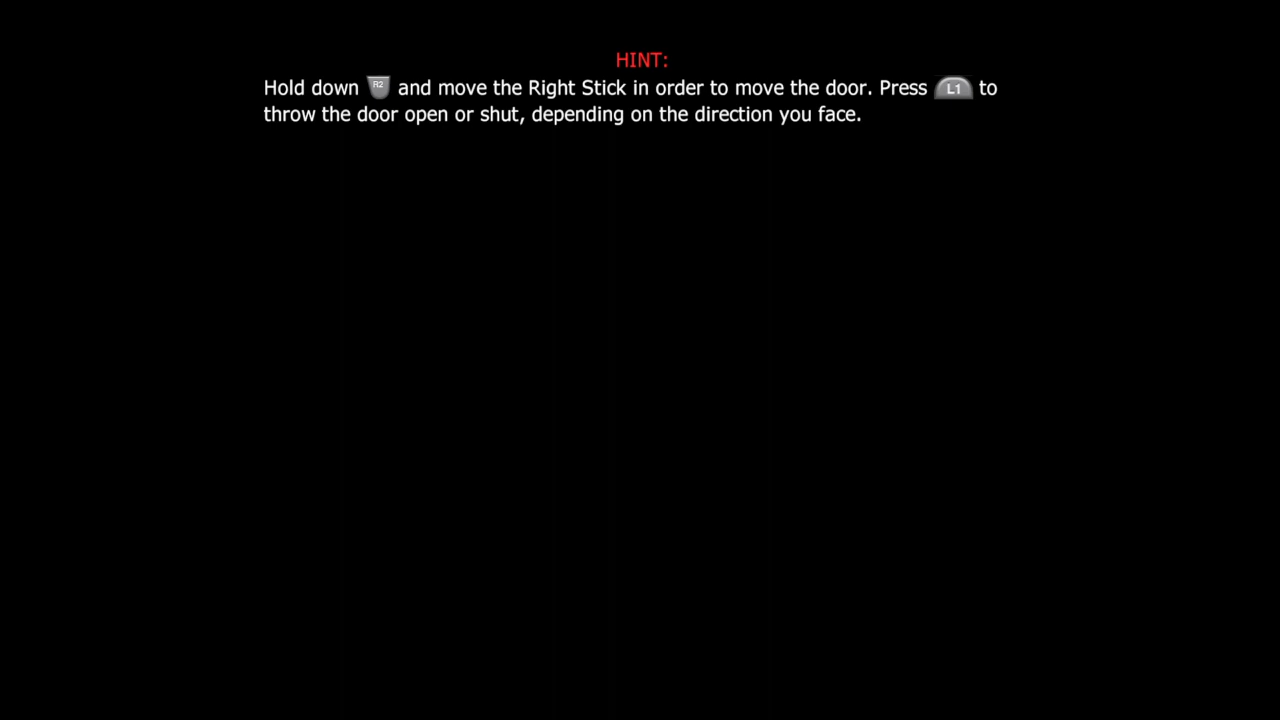 HINT:
Hold down R2 and move the Right Stick in order to move the door. Press L1 to
throw the door open or shut, depending on the direction you face.